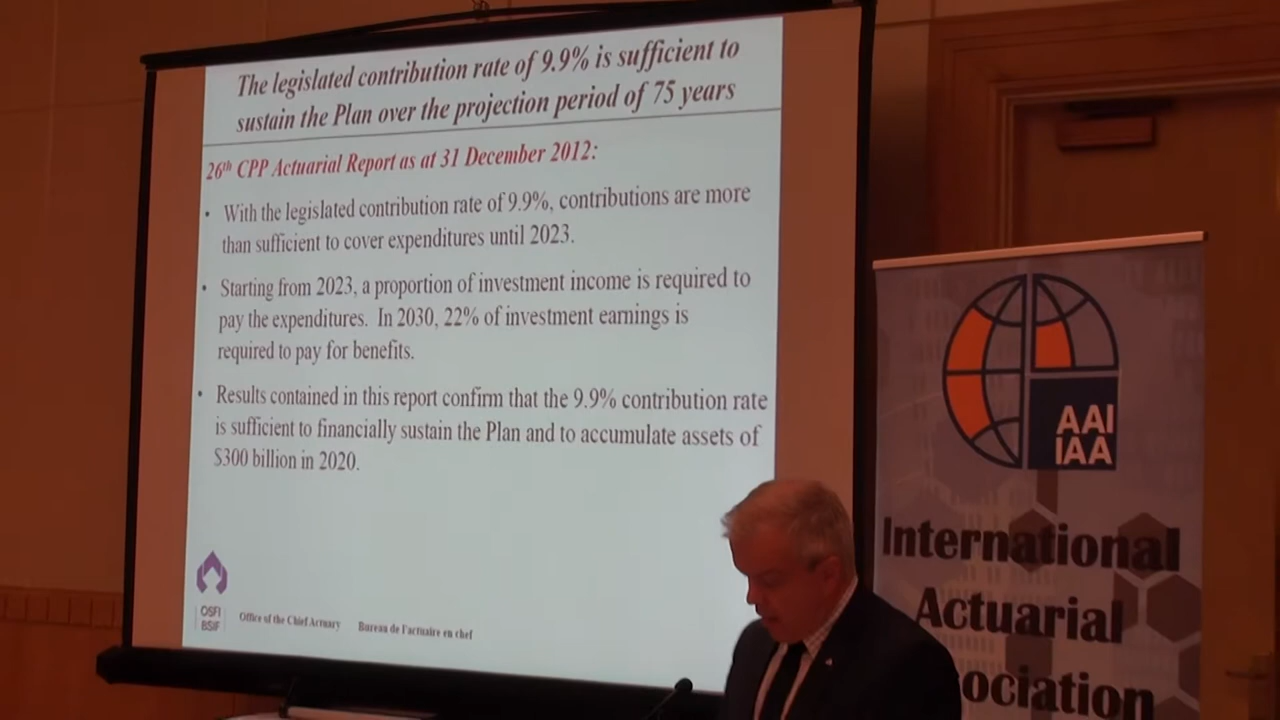 The legislated contribution rate of 9.9% is sufficient to
sustain the Plan over the projection period of 75 years
26th CPP Actuarial Report as at 31 December 2012:
• With the legislated contribution rate of 9.9%, contributions are more
than sufficient to cover expenditures until 2023.
• Starting from 2023, a proportion of investment income is required to
pay the expenditures. In 2030, 22% of investment earnings is
required to pay for benefits.
• Results contained in this report confirm that the 9.9% contribution rate
is sufficient to financially sustain the Plan and to accumulate assets of
$300 billion in 2020.
OSFI
BSIF
Office of the Chief Actuary Bureau de l'actuaire en chef
AAI
IAA
International
Actuarial
ociation